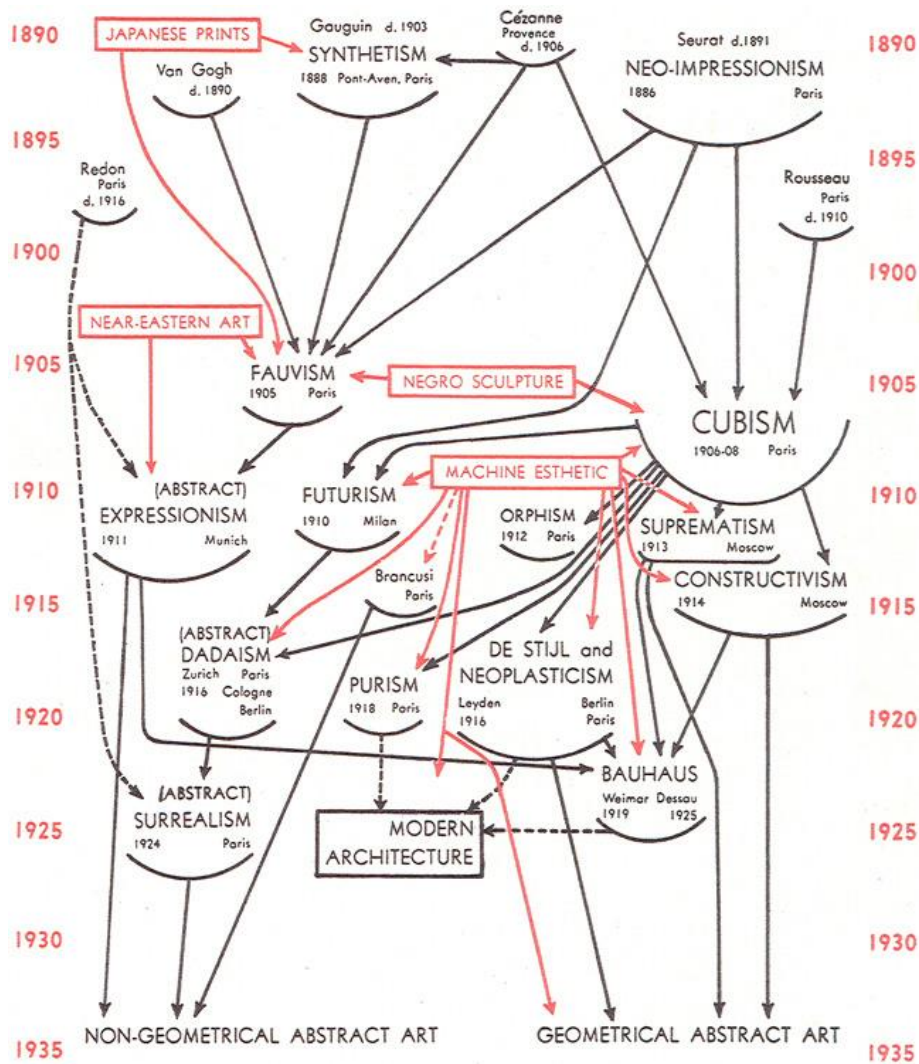 1890
JAPANESE PRINTS
Gauguin d. 1903
SYNTHETISM
1888 Pont-Aven, Paris
Cézanne
Provence
d. 1906
Seurat d.1891
NEO-IMPRESSIONISM
1886 Paris
1890
Van Gogh
d. 1890
1895
1895
Redon
Paris
d. 1916
Rousseau
Paris
d. 1910
1900
1900
NEAR-EASTERN ART
1905
FAUVISM
1905 Paris
NEGRO SCULPTURE
1905
CUBISM
1906-08 Paris
MACHINE ESTHETIC
1910
(ABSTRACT)
EXPRESSIONISM
1911 Munich
FUTURISM
1910 Milan
ORPHISM
1912 Paris
SUPREMATISM
1913 Moscow
1910
Brancusi
Paris
CONSTRUCTIVISM
1914 Moscow
1915
1915
(ABSTRACT)
DADAISM
Zurich Paris
1916 Cologne
Berlin
PURISM
1918 Paris
DE STIJL and
NEOPLASTICISM
Leyden Berlin
1916 Paris
1920
1920
BAUHAUS
Weimar Dessau
1919 1925
(ABSTRACT)
SURREALISM
1924 Paris
MODERN
ARCHITECTURE
1925
1925
1930
1930
NON-GEOMETRICAL ABSTRACT ART
GEOMETRICAL ABSTRACT ART
1935
1935